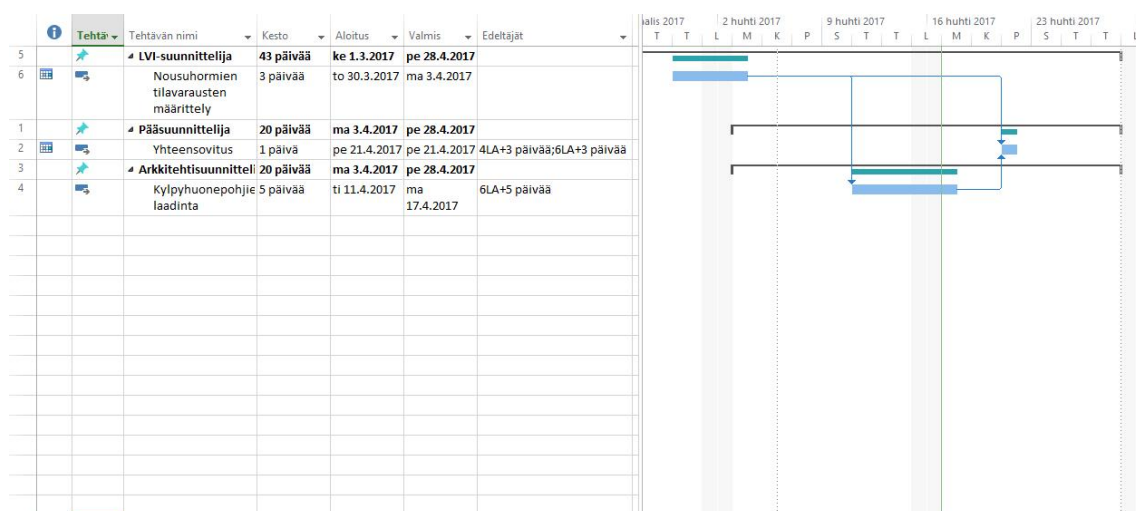 ialis 2017 2 huhti 2017 9 huhti 2017 16 huhti 2017 23 huhti 2017
Tehtäv Tehtävän nimi Kesto Aloitus Valmis Edeltäjät T T L M K P S T T L M K P S T T L
5 LVI-suunnittelija 43 päivää ke 1.3.2017 pe 28.4.2017
6 Nousuhormien 3 päivää to 30.3.2017 ma 3.4.2017
tilavarausten
määrittely
1 Pääsuunnittelija 20 päivää ma 3.4.2017 pe 28.4.2017
2 Yhteensovitus 1 päivä pe 21.4.2017 pe 21.4.2017 4LA+3 päivää;6LA+3 päivää
3 Arkkitehtisuunnitteli 20 päivää ma 3.4.2017 pe 28.4.2017
4 Kylpyhuonepohjie 5 päivää ti 11.4.2017 ma 6LA+5 päivää
laadinta 17.4.2017